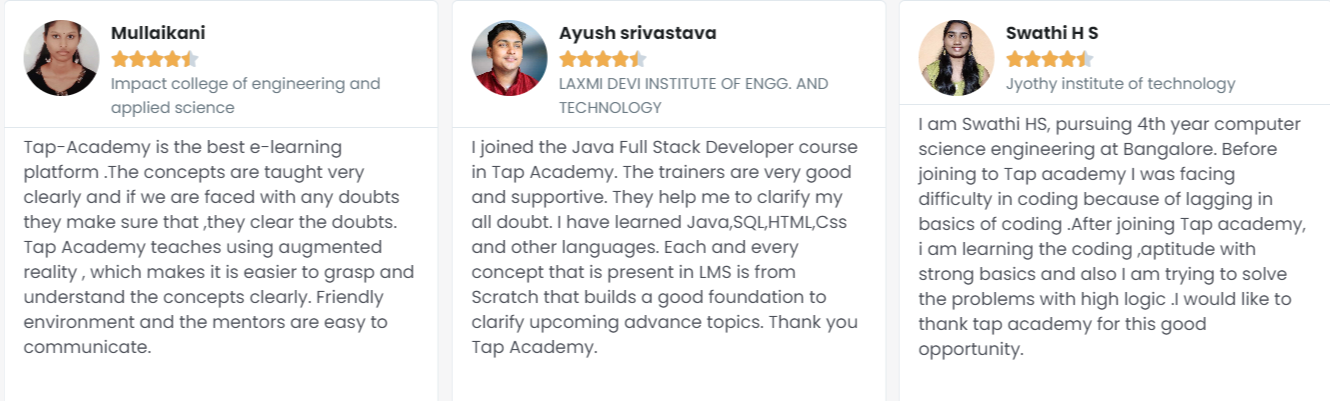 Mullaikani
Impact college of engineering and
applied science
Tap-Academy is the best e-learning
platform .The concepts are taught very
clearly and if we are faced with any doubts
they make sure that ,they clear the doubts.
Tap Academy teaches using augmented
reality , which makes it is easier to grasp and
understand the concepts clearly. Friendly
environment and the mentors are easy to
communicate.
Ayush srivastava
LAXMI DEVI INSTITUTE OF ENGG. AND
TECHNOLOGY
I joined the Java Full Stack Developer course
in Tap Academy. The trainers are very good
and supportive. They help me to clarify my
all doubt. I have learned Java,SQL,HTML,Css
and other languages. Each and every
concept that is present in LMS is from
Scratch that builds a good foundation to
clarify upcoming advance topics. Thank you
Tap Academy.
Swathi H S
Jyothy institute of technology
I am Swathi HS, pursuing 4th year computer
science engineering at Bangalore. Before
joining to Tap academy I was facing
difficulty in coding because of lagging in
basics of coding .After joining Tap academy,
i am learning the coding ,aptitude with
strong basics and also I am trying to solve
the problems with high logic .I would like to
thank tap academy for this good
opportunity.